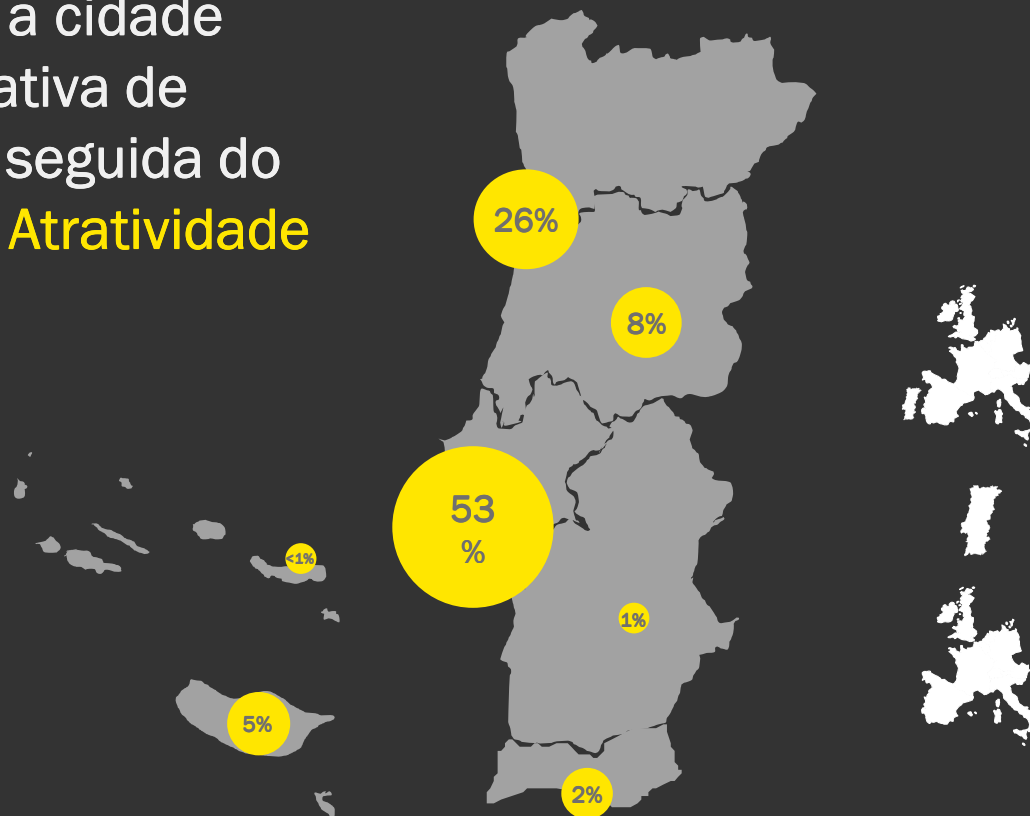 a cidade
ativa de
seguida do
Atratividade
26%
8%
53
%
<1%
1%
5%
2%